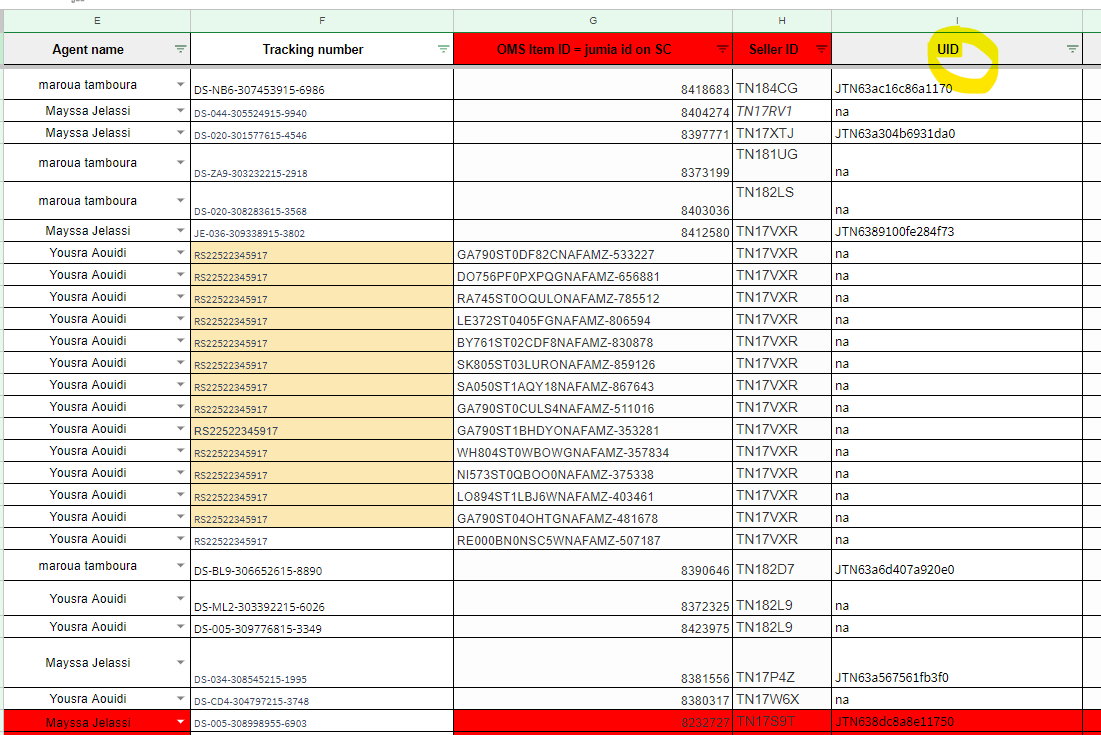 E F G H I
Agent name Tracking number OMS Item ID = jumia id on SC Seller ID UID
maroua tamboura DS-NB6-307453915-6986 8418683 TN184CG JTN63ac16c86a1170
Mayssa Jelassi DS-044-305524915-9940 8404274 TN17RV1 na
Mayssa Jelassi DS-020-301577615-4546 8397771 TN17XTJ JTN63a304b6931da0
maroua tamboura DS-ZA9-303232215-2918 8373199 TN181UG na
maroua tamboura DS-020-308283615-3568 8403036 TN182LS na
Mayssa Jelassi JE-036-309338915-3802 8412580 TN17VXR JTN6389100fe284f73
Yousra Aouidi RS22522345917 GA790ST0DF82CNAFAMZ-533227 TN17VXR na
Yousra Aouidi RS22522345917 DO756PF0PXPQGNAFAMZ-656881 TN17VXR na
Yousra Aouidi RS22522345917 RA745ST0OQULONAFAMZ-785512 TN17VXR na
Yousra Aouidi RS22522345917 LE372ST0405FGNAFAMZ-806594 TN17VXR na
Yousra Aouidi RS22522345917 BY761ST02CDF8NAFAMZ-830878 TN17VXR na
Yousra Aouidi RS22522345917 SK805ST03LURONAFAMZ-859126 TN17VXR na
Yousra Aouidi RS22522345917 SA050ST1AQY18NAFAMZ-867643 TN17VXR na
Yousra Aouidi RS22522345917 GA790ST0CULS4NAFAMZ-511016 TN17VXR na
Yousra Aouidi RS22522345917 GA790ST1BHDYONAFAMZ-353281 TN17VXR na
Yousra Aouidi RS22522345917 WH804ST0WBOWGNAFAMZ-357834 TN17VXR na
Yousra Aouidi RS22522345917 NI573ST0QBOO0NAFAMZ-375338 TN17VXR na
Yousra Aouidi RS22522345917 LO894ST1LBJ6WNAFAMZ-403461 TN17VXR na
Yousra Aouidi RS22522345917 GA790ST04OHTGNAFAMZ-481678 TN17VXR na
Yousra Aouidi RS22522345917 RE000BN0NSC5WNAFAMZ-507187 TN17VXR na
maroua tamboura DS-BL9-306652615-8890 8390646 TN182D7 JTN63a6d407a920e0
Yousra Aouidi DS-ML2-303392215-6026 8372325 TN182L9 na
Yousra Aouidi DS-005-309776815-3349 8423975 TN182L9 na
Mayssa Jelassi DS-034-308545215-1995 8381556 TN17P4Z JTN63a567561fb3f0
Yousra Aouidi DS-CD4-304797215-3748 8380317 TN17W6X na
Mayssa Jelassi DS-005-308998955-6903 8232727 TN17S9T JTN638dc8a8e11750